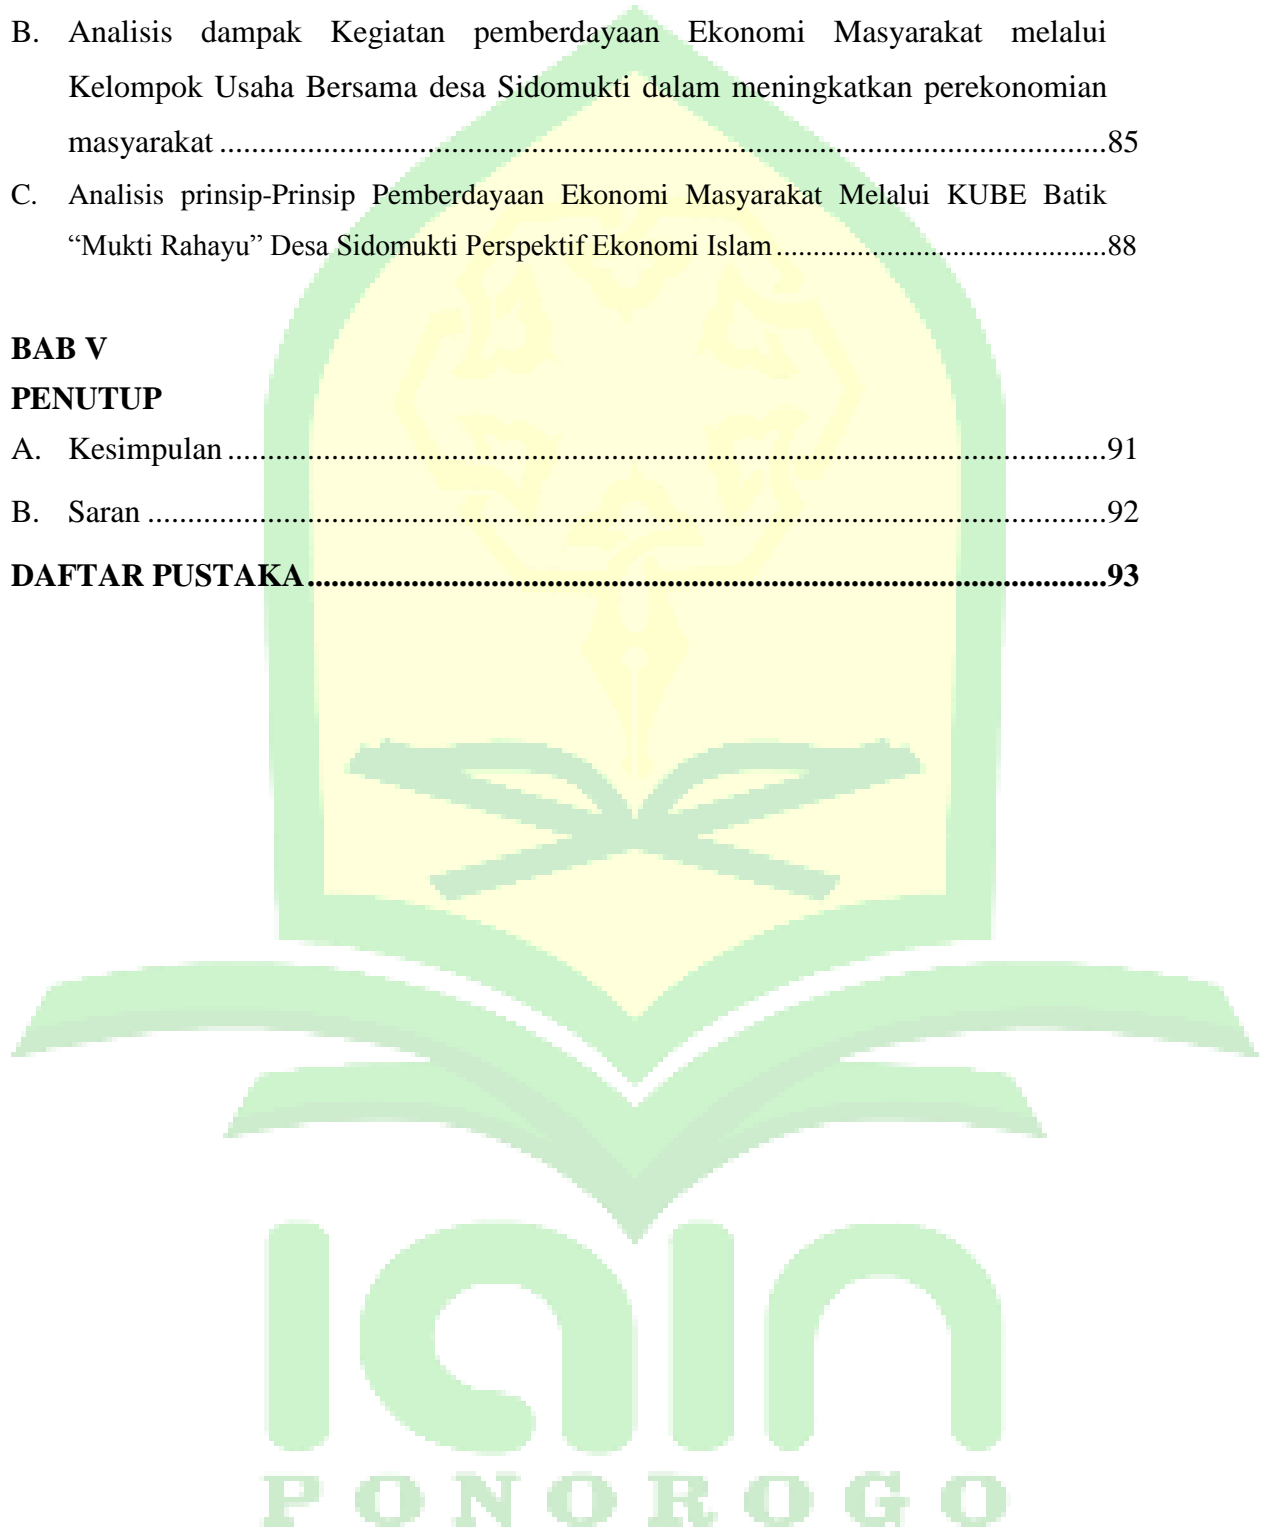 B. Analisis dampak Kegiatan pemberdayaan Ekonomi Masyarakat melalui
Kelompok Usaha Bersama desa Sidomukti dalam meningkatkan perekonomian
masyarakat ........................................................................................................85
C. Analisis prinsip-Prinsip Pemberdayaan Ekonomi Masyarakat Melalui KUBE Batik
“Mukti Rahayu” Desa Sidomukti Perspektif Ekonomi Islam ..............................................88
BAB V
PENUTUP
A. Kesimpulan .......................................................................................................91
B. Saran ................................................................................................................92
DAFTAR PUSTAKA ..............................................................................................93
IAIN
PONOROGO